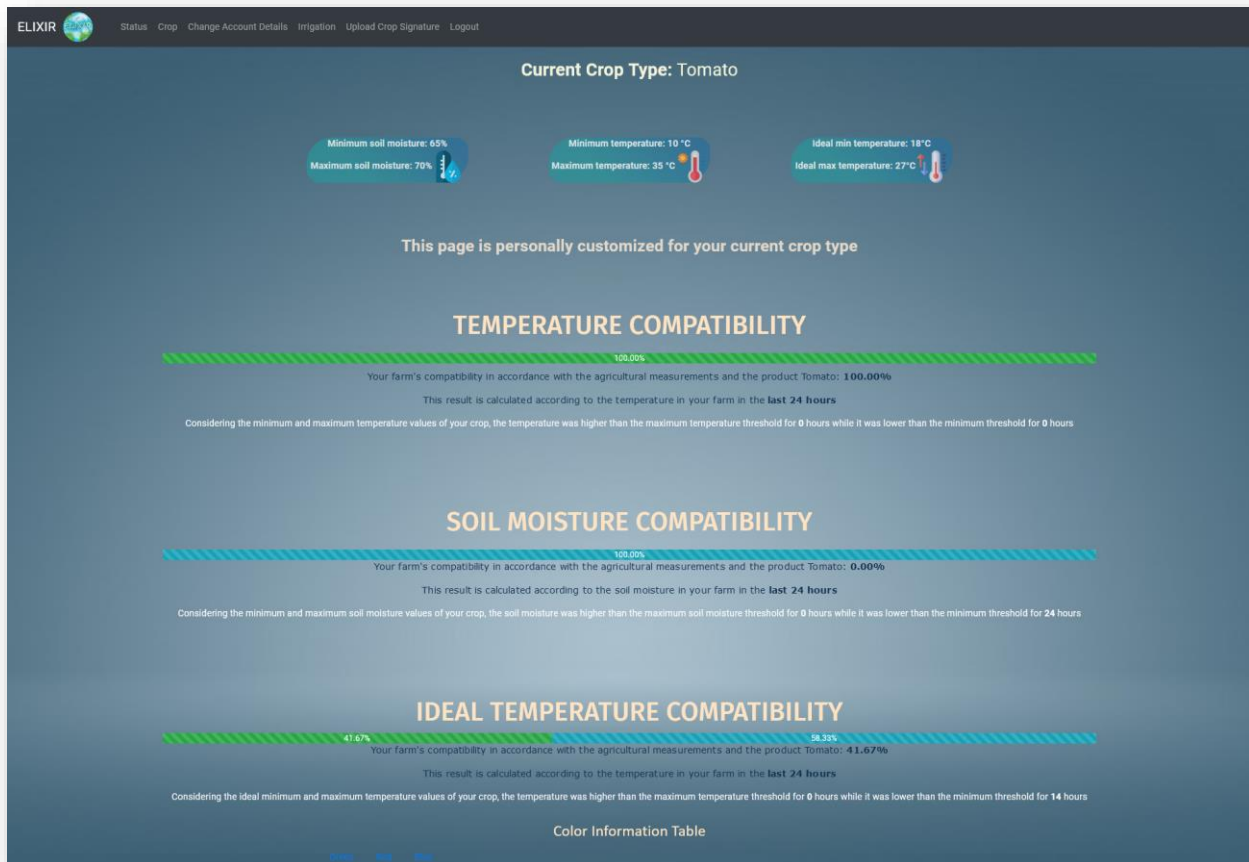 ELIXIR Status Crop Change Account Details Irrigation Upload Crop Signature Logout
Current Crop Type: Tomato
Minimum soil moisture: 65%
Maximum soil moisture: 70%
%
Minimum temperature: 10 °C
Maximum temperature: 35 °C
Ideal min temperature: 18°C
Ideal max temperature: 27°C
This page is personally customized for your current crop type
TEMPERATURE COMPATIBILITY
100.00%
Your farm's compatibility in accordance with the agricultural measurements and the product Tomato: 100.00%
This result is calculated according to the temperature in your farm in the last 24 hours
Considering the minimum and maximum temperature values of your crop, the temperature was higher than the maximum temperature threshold for 0 hours while it was lower than the minimum threshold for 0 hours
SOIL MOISTURE COMPATIBILITY
100.00%
Your farm's compatibility in accordance with the agricultural measurements and the product Tomato: 0.00%
This result is calculated according to the soil moisture in your farm in the last 24 hours
Considering the minimum and maximum soil moisture values of your crop, the soil moisture was higher than the maximum soil moisture threshold for 0 hours while it was lower than the minimum threshold for 24 hours
IDEAL TEMPERATURE COMPATIBILITY
41.67% 58.33%
Your farm's compatibility in accordance with the agricultural measurements and the product Tomato: 41.67%
This result is calculated according to the temperature in your farm in the last 24 hours
Considering the ideal minimum and maximum temperature values of your crop, the temperature was higher than the maximum temperature threshold for 0 hours while it was lower than the minimum threshold for 14 hours
Color Information Table